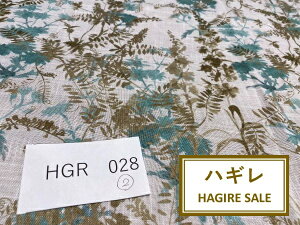 HGR 028
②
ハギレ
HAGIRE SALE